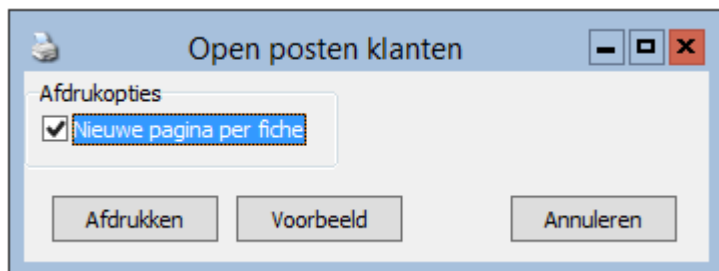 Open posten klanten
Afdrukopties
Nieuwe pagina per fiche
Afdrukken Voorbeeld Annuleren